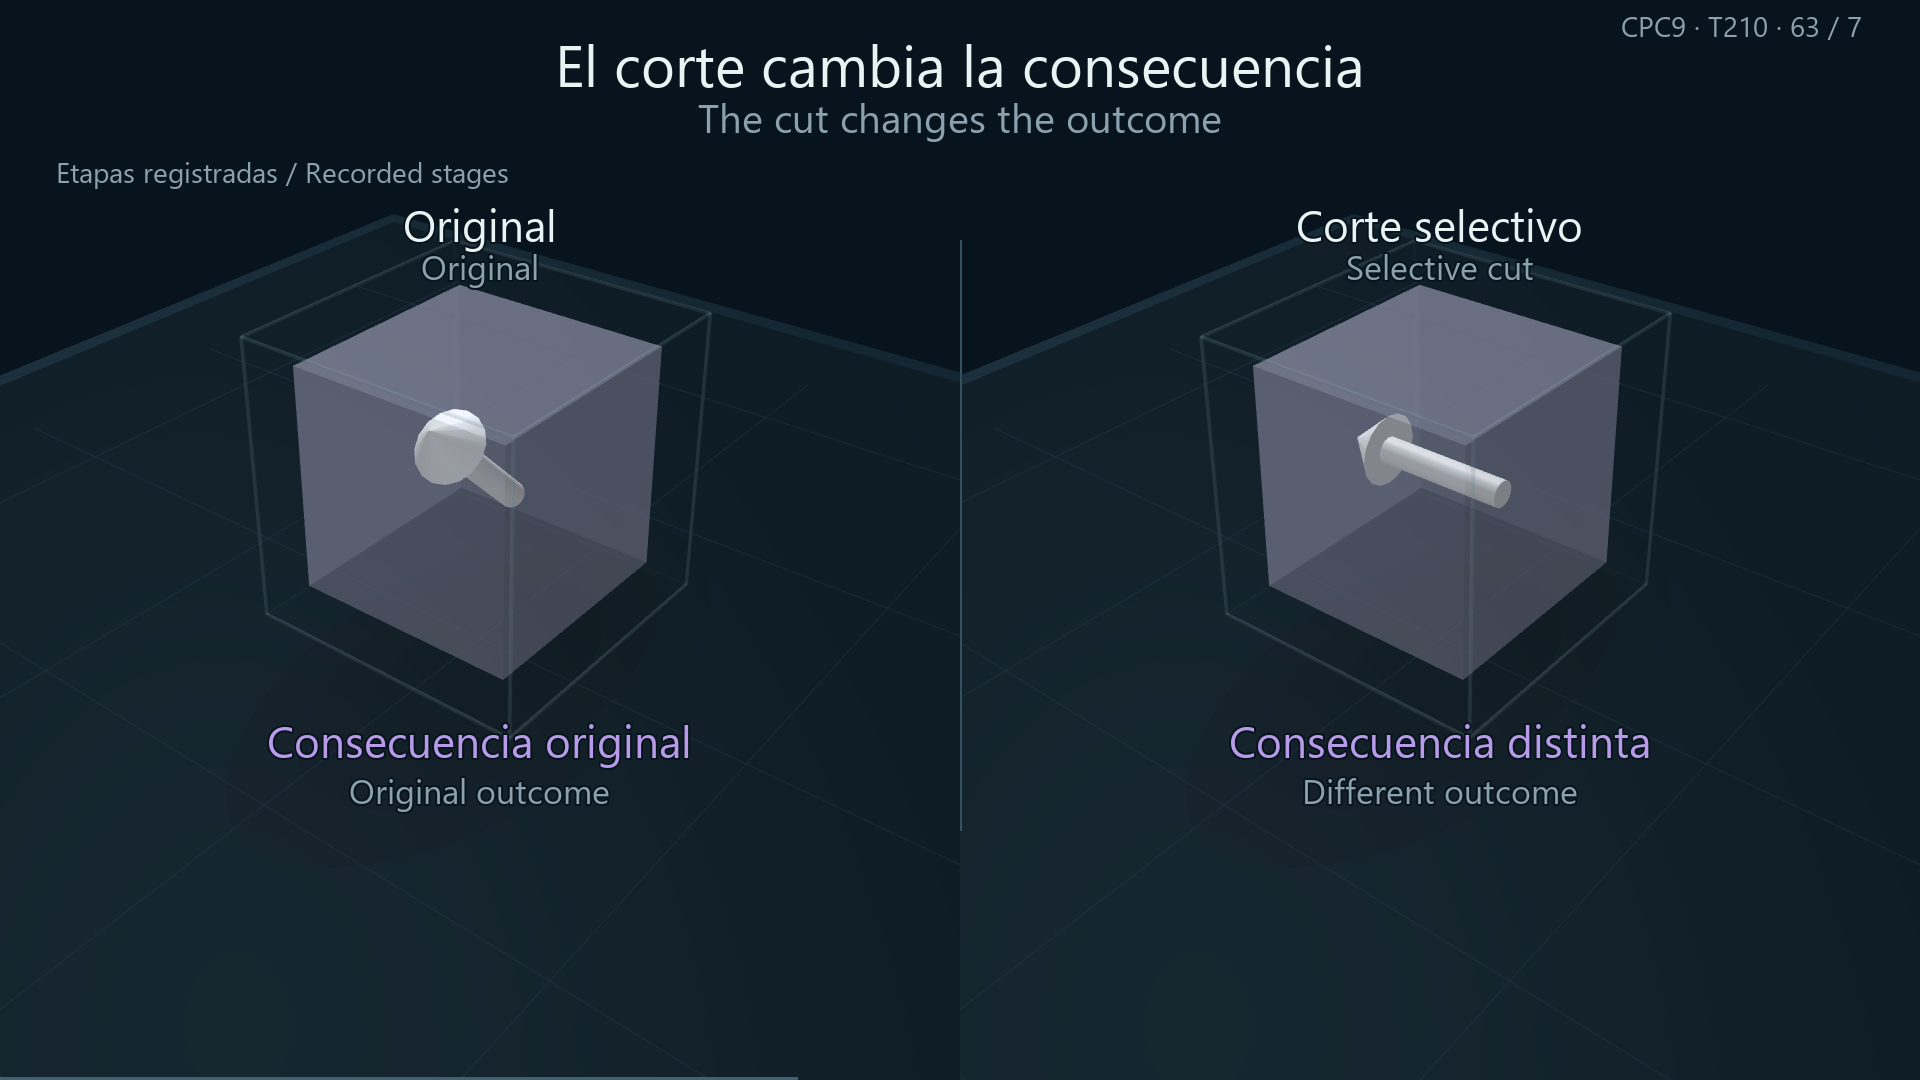 CPC9 · T210 · 63 / 7
El corte cambia la consecuencia
The cut changes the outcome
Etapas registradas / Recorded stages
Original
Original
Corte selectivo
Selective cut
Consecuencia original
Original outcome
Consecuencia distinta
Different outcome